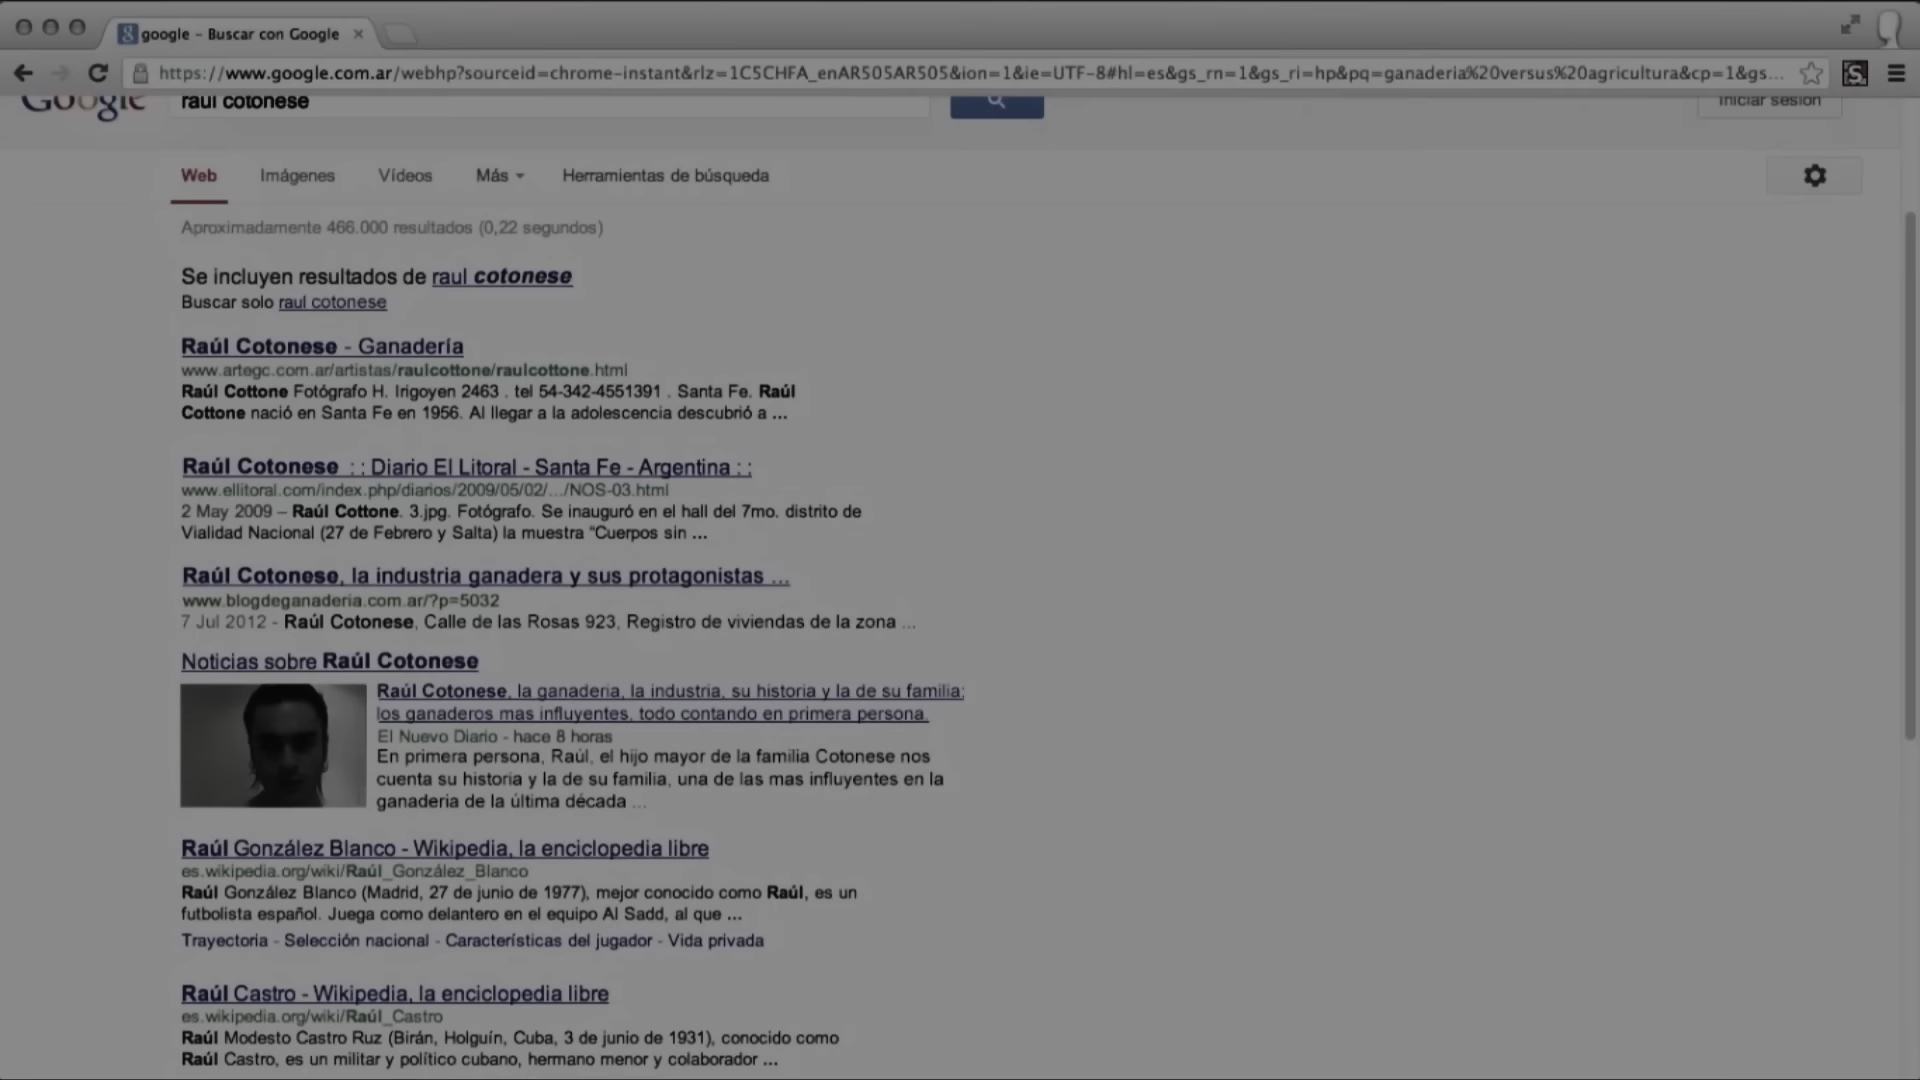 google - Buscar con Google
https://www.google.com.ar/webhp?sourceid=chrome-instant&rlz=1C5CHFA_enAR505AR505&ion=1&ie=UTF-8#hl=es&gs_rn=1&gs_ri=hp&pq=ganaderia%20versus%20agricultura&cp=1&gs...
Google raul cotonese Iniciar sesión
Web Imágenes Vídeos Más Herramientas de búsqueda
Aproximadamente 466.000 resultados (0,22 segundos)
Se incluyen resultados de raul cotonese
Buscar solo raul cotonese
Raúl Cotonese - Ganadería
www.artegc.com.ar/artistas/raulcottone/raulcottone.html
Raúl Cottone Fotógrafo H. Irigoyen 2463 . tel 54-342-4551391 . Santa Fe. Raúl
Cottone nació en Santa Fe en 1956. Al llegar a la adolescencia descubrió a ...
Raúl Cotonese : : Diario El Litoral - Santa Fe - Argentina : :
www.ellitoral.com/index.php/diarios/2009/05/02/.../NOS-03.html
2 May 2009 – Raúl Cottone. 3.jpg. Fotógrafo. Se inauguró en el hall del 7mo. distrito de
Vialidad Nacional (27 de Febrero y Salta) la muestra “Cuerpos sin ...
Raúl Cotonese, la industria ganadera y sus protagonistas ...
www.blogdeganaderia.com.ar/?p=5032
7 Jul 2012 - Raúl Cotonese, Calle de las Rosas 923, Registro de viviendas de la zona ...
Noticias sobre Raúl Cotonese
Raúl Cotonese, la ganaderia, la industria, su historia y la de su familia;
los ganaderos mas influyentes, todo contando en primera persona.
El Nuevo Diario - hace 8 horas
En primera persona, Raúl, el hijo mayor de la familia Cotonese nos
cuenta su historia y la de su familia, una de las mas influyentes en la
ganaderia de la última década ...
Raúl González Blanco - Wikipedia, la enciclopedia libre
es.wikipedia.org/wiki/Raúl_González_Blanco
Raúl González Blanco (Madrid, 27 de junio de 1977), mejor conocido como Raúl, es un
futbolista español. Juega como delantero en el equipo Al Sadd, al que ...
Trayectoria - Selección nacional - Características del jugador - Vida privada
Raúl Castro - Wikipedia, la enciclopedia libre
es.wikipedia.org/wiki/Raúl_Castro
Raúl Modesto Castro Ruz (Birán, Holguín, Cuba, 3 de junio de 1931), conocido como
Raúl Castro, es un militar y político cubano, hermano menor y colaborador ...